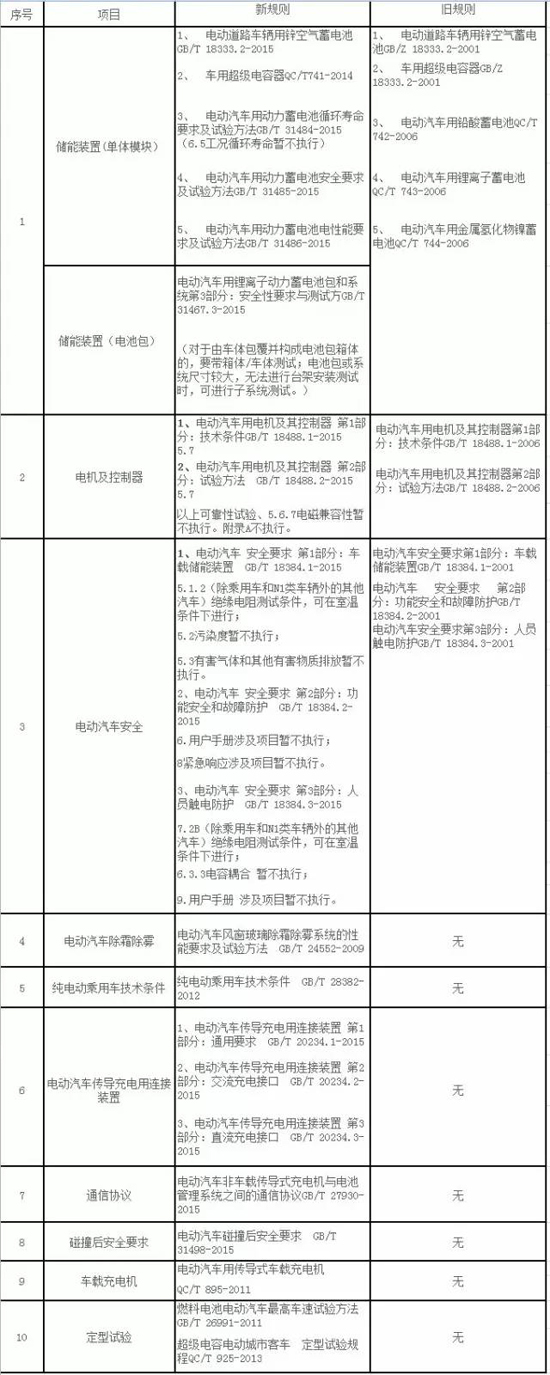 序号 项目 新规则 旧规则
1
储能装置(单体模块)
1、 电动道路车辆用锌空气蓄电池
GB/T 18333.2-2015
2、 车用超级电容器QC/T741-2014
3、 电动汽车用动力蓄电池循环寿命
要求及试验方法GB/T 31484-2015
（6.5工况循环寿命暂不执行）
4、 电动汽车用动力蓄电池安全要求
及试验方法GB/T 31485-2015
5、 电动汽车用动力蓄电池电性能要
求及试验方法GB/T 31486-2015
1、 电动道路车辆用锌空气蓄电
池GB/Z 18333.2-2001
2、 车用超级电容器GB/Z
18333.2-2001
3、 电动汽车用铅酸蓄电池QC/T
742-2006
4、 电动汽车用锂离子蓄电池
QC/T 743-2006
5、 电动汽车用金属氢化物镍蓄
电池QC/T 744-2006
储能装置（电池包）
电动汽车用锂离子动力蓄电池包和系
统第3部分：安全性要求与测试方GB/T
31467.3-2015
（对于由车体包覆并构成电池包箱体
的，要带箱体/车体测试；电池包或系
统尺寸较大，无法进行台架安装测试
时，可进行子系统测试。）
2
电机及控制器
1、电动汽车用电机及其控制器 第1部
分：技术条件GB/T 18488.1-2015
5.7
2、电动汽车用电机及其控制器 第2部
分：试验方法 GB/T 18488.2-2015
5.7
以上可靠性试验、5.6.7电磁兼容性暂
不执行。附录A不执行。
电动汽车用电机及其控制器第1部
分：技术条件GB/T 18488.1-2006
电动汽车用电机及其控制器第2部
分：试验方法GB/T 18488.2-2006
3
电动汽车安全
1、电动汽车 安全要求 第1部分：车
载储能装置 GB/T 18384.1-2015
5.1.2（除乘用车和N1类车辆外的其他
汽车）绝缘电阻测试条件，可在室温
条件下进行；
5.2污染度暂不执行；
5.3有害气体和其他有害物质排放暂不
执行。
2、电动汽车 安全要求 第2部分：功
能安全和故障防护 GB/T 18384.2-
2015
6.用户手册涉及项目暂不执行；
8紧急响应涉及项目暂不执行。
3、电动汽车 安全要求 第3部分：人
员触电防护 GB/T 18384.3-2015
7.2B（除乘用车和N1类车辆外的其他
汽车）绝缘电阻测试条件，可在室温
条件下进行；
6.3.3电容耦合 暂不执行；
9.用户手册 涉及项目暂不执行。
电动汽车安全要求第1部分：车载
储能装置GB/T 18384.1-2001
电动汽车 安全要求 第2部
分：功能安全和故障防护GB/T
18384.2-2001
电动汽车安全要求第3部分：人员
触电防护GB/T 18384.3-2001
4
电动汽车除霜除雾
电动汽车风窗玻璃除霜除雾系统的性
能要求及试验方法 GB/T 24552-2009
无
5
纯电动乘用车技术条件
纯电动乘用车技术条件 GB/T 28382-
2012
无
6
电动汽车传导充电用连接
装置
1、电动汽车传导充电用连接装置 第1
部分：通用要求 GB/T 20234.1-2015
2、电动汽车传导充电用连接装置 第2
部分：交流充电接口 GB/T 20234.2-
2015
3、电动汽车传导充电用连接装置 第3
部分：直流充电接口 GB/T 20234.3-
2015
无
7
通信协议
电动汽车非车载传导式充电机与电池
管理系统之间的通信协议GB/T 27930-
2015
无
8
碰撞后安全要求
电动汽车碰撞后安全要求 GB/T
31498-2015
无
9
车载充电机
电动汽车用传导式车载充电机
QC/T 895-2011
无
10
定型试验
燃料电池电动汽车最高车速试验方法
GB/T 26991-2011
超级电容电动城市客车 定型试验规
程QC/T 925-2013
无